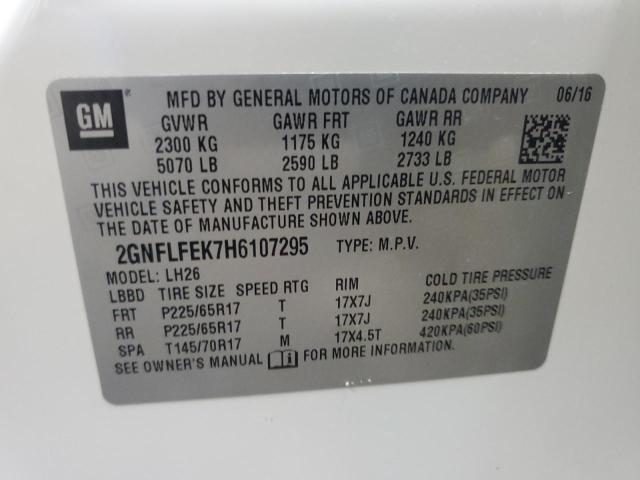 GM ® MFD BY GENERAL MOTORS OF CANADA COMPANY 06/16
GVWR GAWR FRT GAWR RR
2300 KG 1175 KG 1240 KG
5070 LB 2590 LB 2733 LB
THIS VEHICLE CONFORMS TO ALL APPLICABLE U.S. FEDERAL MOTOR
VEHICLE SAFETY AND THEFT PREVENTION STANDARDS IN EFFECT ON
THE DATE OF MANUFACTURE SHOWN ABOVE.
2GNFLFEK7H6107295 TYPE: M.P.V.
MODEL: LH26
LBBD TIRE SIZE SPEED RTG RIM COLD TIRE PRESSURE
FRT P225/65R17 T 17X7J 240KPA(35PSI)
RR P225/65R17 T 17X7J 240KPA(35PSI)
SPA T145/70R17 M 17X4.5T 420KPA(60PSI)
SEE OWNER'S MANUAL FOR MORE INFORMATION.